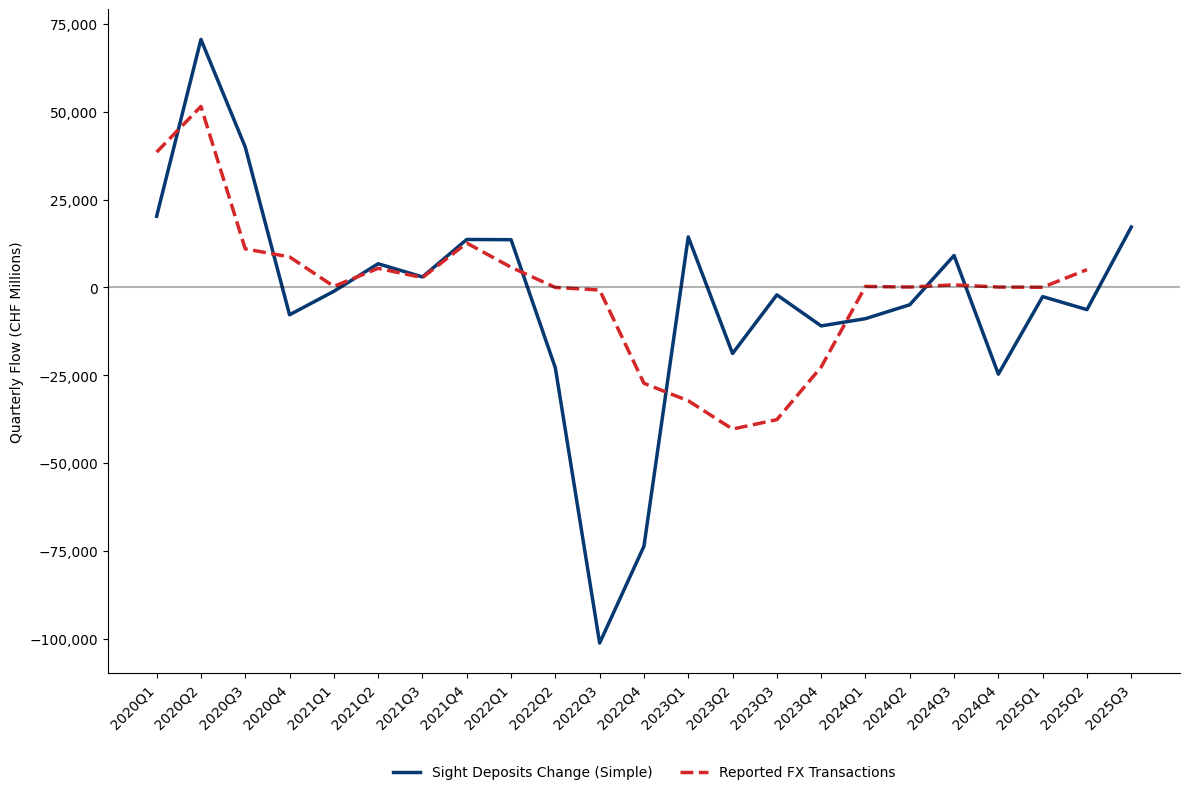 Quarterly Flow (CHF Millions)
75,000
50,000
25,000
0
−25,000
−50,000
−75,000
−100,000
2020Q1
2020Q2
2020Q3
2020Q4
2021Q1
2021Q2
2021Q3
2021Q4
2022Q1
2022Q2
2022Q3
2022Q4
2023Q1
2023Q2
2023Q3
2023Q4
2024Q1
2024Q2
2024Q3
2024Q4
2025Q1
2025Q2
2025Q3
Sight Deposits Change (Simple)
Reported FX Transactions